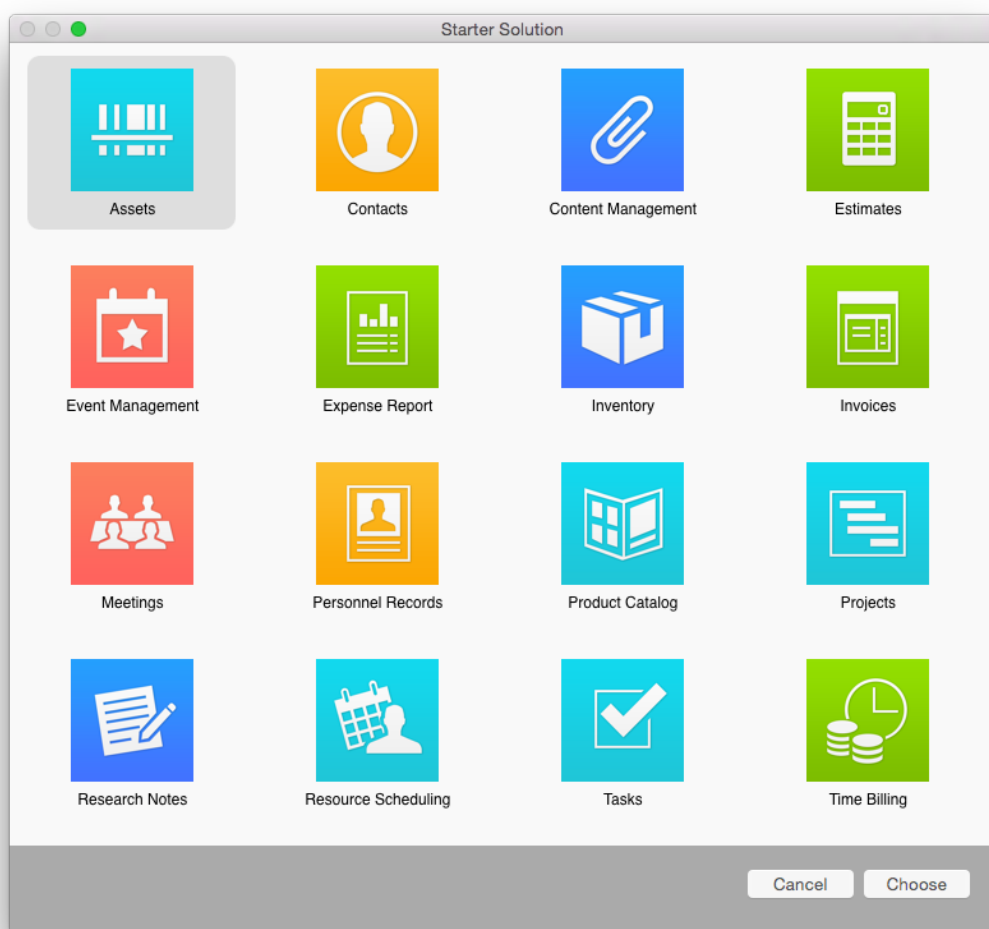 Starter Solution
Assets
Contacts
Content Management
Estimates
Event Management
Expense Report
Inventory
Invoices
Meetings
Personnel Records
Product Catalog
Projects
Research Notes
Resource Scheduling
Tasks
Time Billing
Cancel
Choose